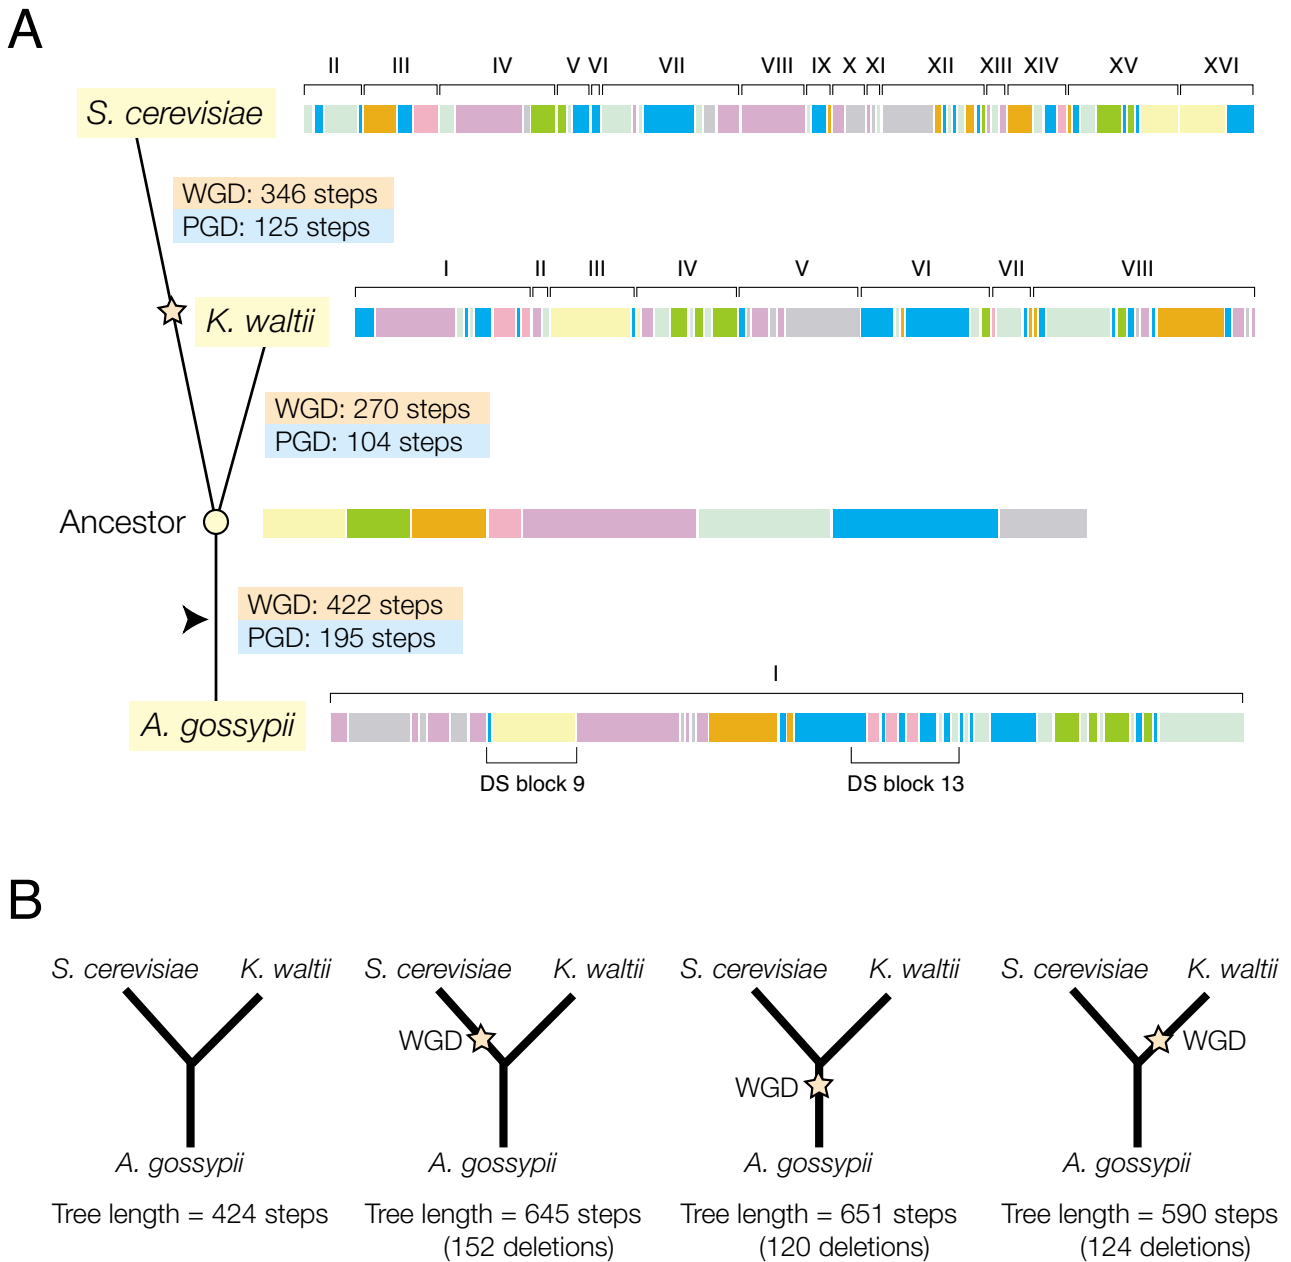 A
II III IV V VI VII VIII IX X XI XII XIII XIV XV XVI
S. cerevisiae
WGD: 346 steps
PGD: 125 steps
I II III IV V VI VII VIII
K. waltii
WGD: 270 steps
PGD: 104 steps
Ancestor
WGD: 422 steps
PGD: 195 steps
I
A. gossypii
DS block 9 DS block 13
B
S. cerevisiae K. waltii S. cerevisiae K. waltii S. cerevisiae K. waltii S. cerevisiae K. waltii
WGD WGD
WGD
A. gossypii A. gossypii A. gossypii A. gossypii
Tree length = 424 steps Tree length = 645 steps Tree length = 651 steps Tree length = 590 steps
(152 deletions) (120 deletions) (124 deletions)